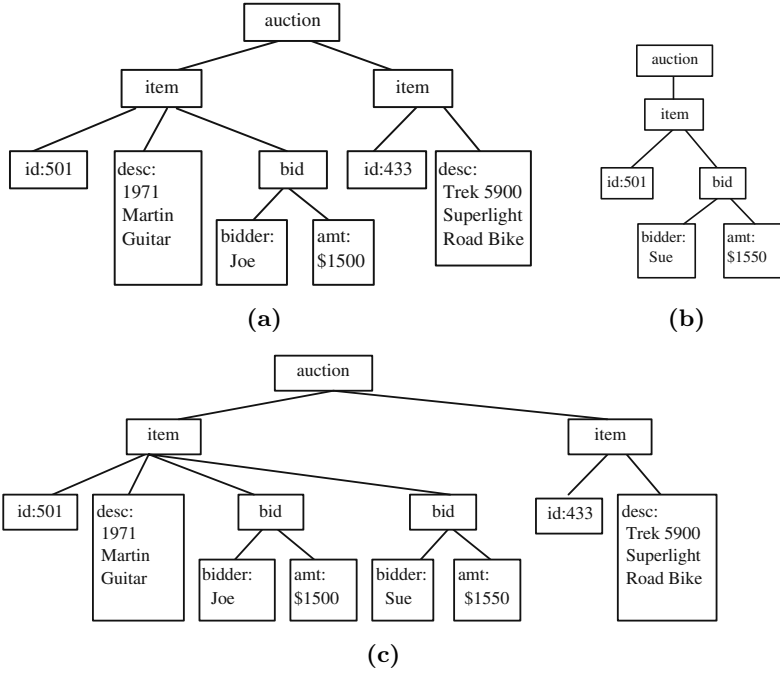 auction
item
item
id:501
desc:
1971
Martin
Guitar
bid
bidder:
Joe
amt:
$1500
id:433
desc:
Trek 5900
Superlight
Road Bike
(a)
auction
item
id:501
bid
bidder:
Sue
amt:
$1550
(b)
auction
item
item
id:501
desc:
1971
Martin
Guitar
bid
bidder:
Joe
amt:
$1500
bid
bidder:
Sue
amt:
$1550
id:433
desc:
Trek 5900
Superlight
Road Bike
(c)